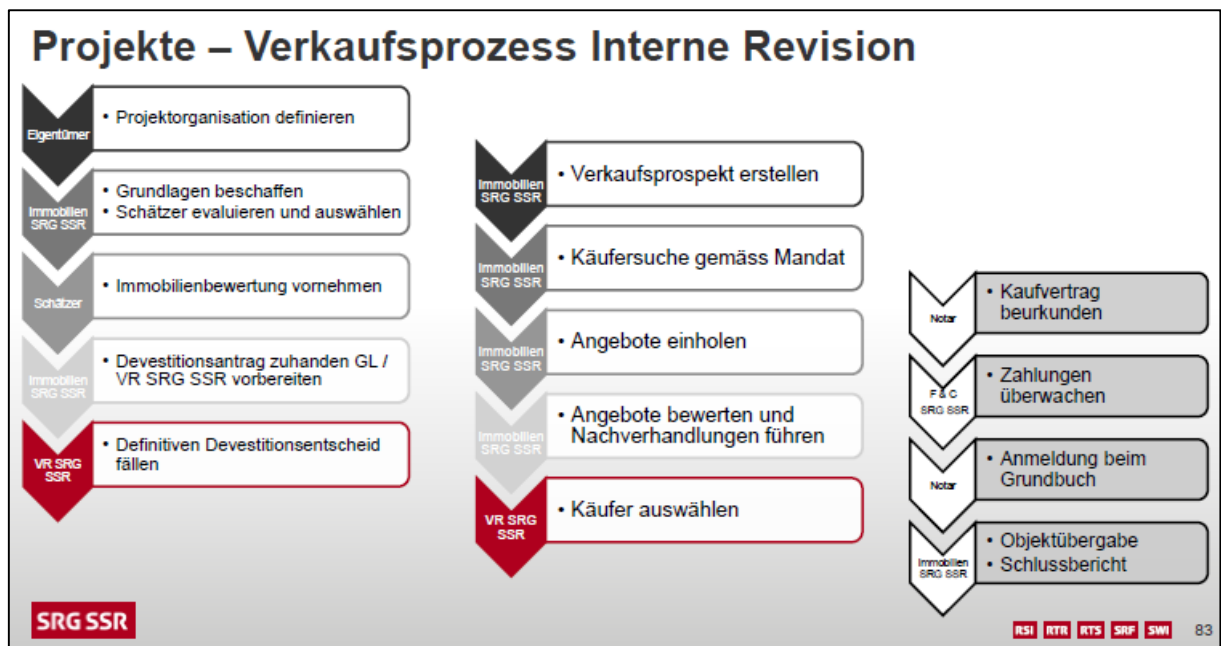 Projekte – Verkaufsprozess Interne Revision
Eigentümer
• Projektorganisation definieren
Immobilien
SRG SSR
• Grundlagen beschaffen
• Schätzer evaluieren und auswählen
Schätzer
• Immobilienbewertung vornehmen
Immobilien
SRG SSR
• Devestitionsantrag zuhanden GL /
VR SRG SSR vorbereiten
VR SRG
SSR
• Definitiven Devestitionsentscheid
fällen
Immobilien
SRG SSR
• Verkaufsprospekt erstellen
Immobilien
SRG SSR
• Käufersuche gemäss Mandat
Immobilien
SRG SSR
• Angebote einholen
Immobilien
SRG SSR
• Angebote bewerten und
Nachverhandlungen führen
VR SRG
SSR
• Käufer auswählen
Notar
• Kaufvertrag
beurkunden
F & C
SRG SSR
• Zahlungen
überwachen
Notar
• Anmeldung beim
Grundbuch
Immobilien
SRG SSR
• Objektübergabe
• Schlussbericht
SRG SSR
RSI RTR RTS SRF SWI 83